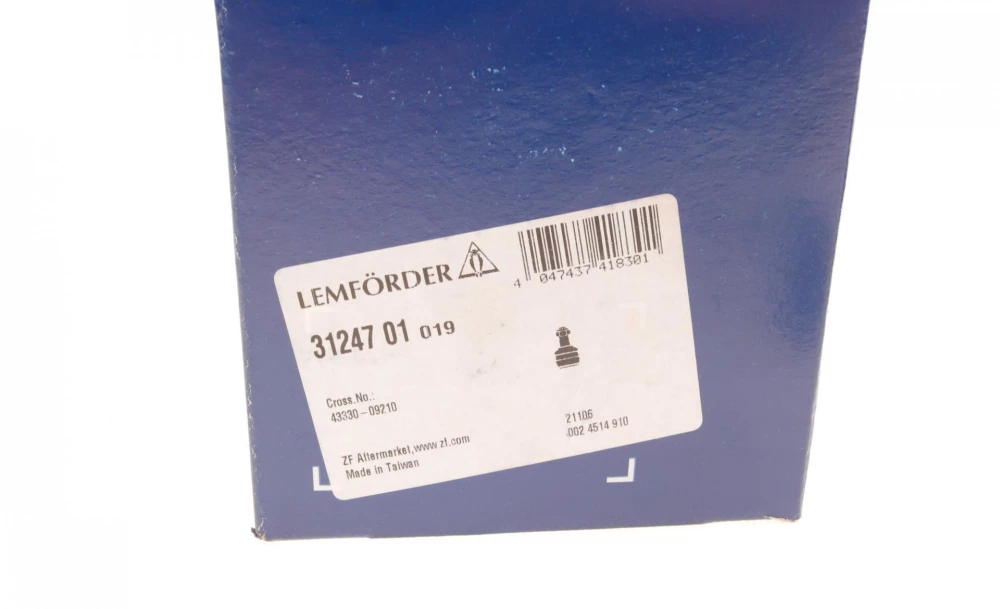 LEMFÖRDER
4 047437 418301
31247 01 019
Cross.No.:
43330-09210
21106
002 4514 910
ZF Aftermarket,www zf.com
Made in Taiwan